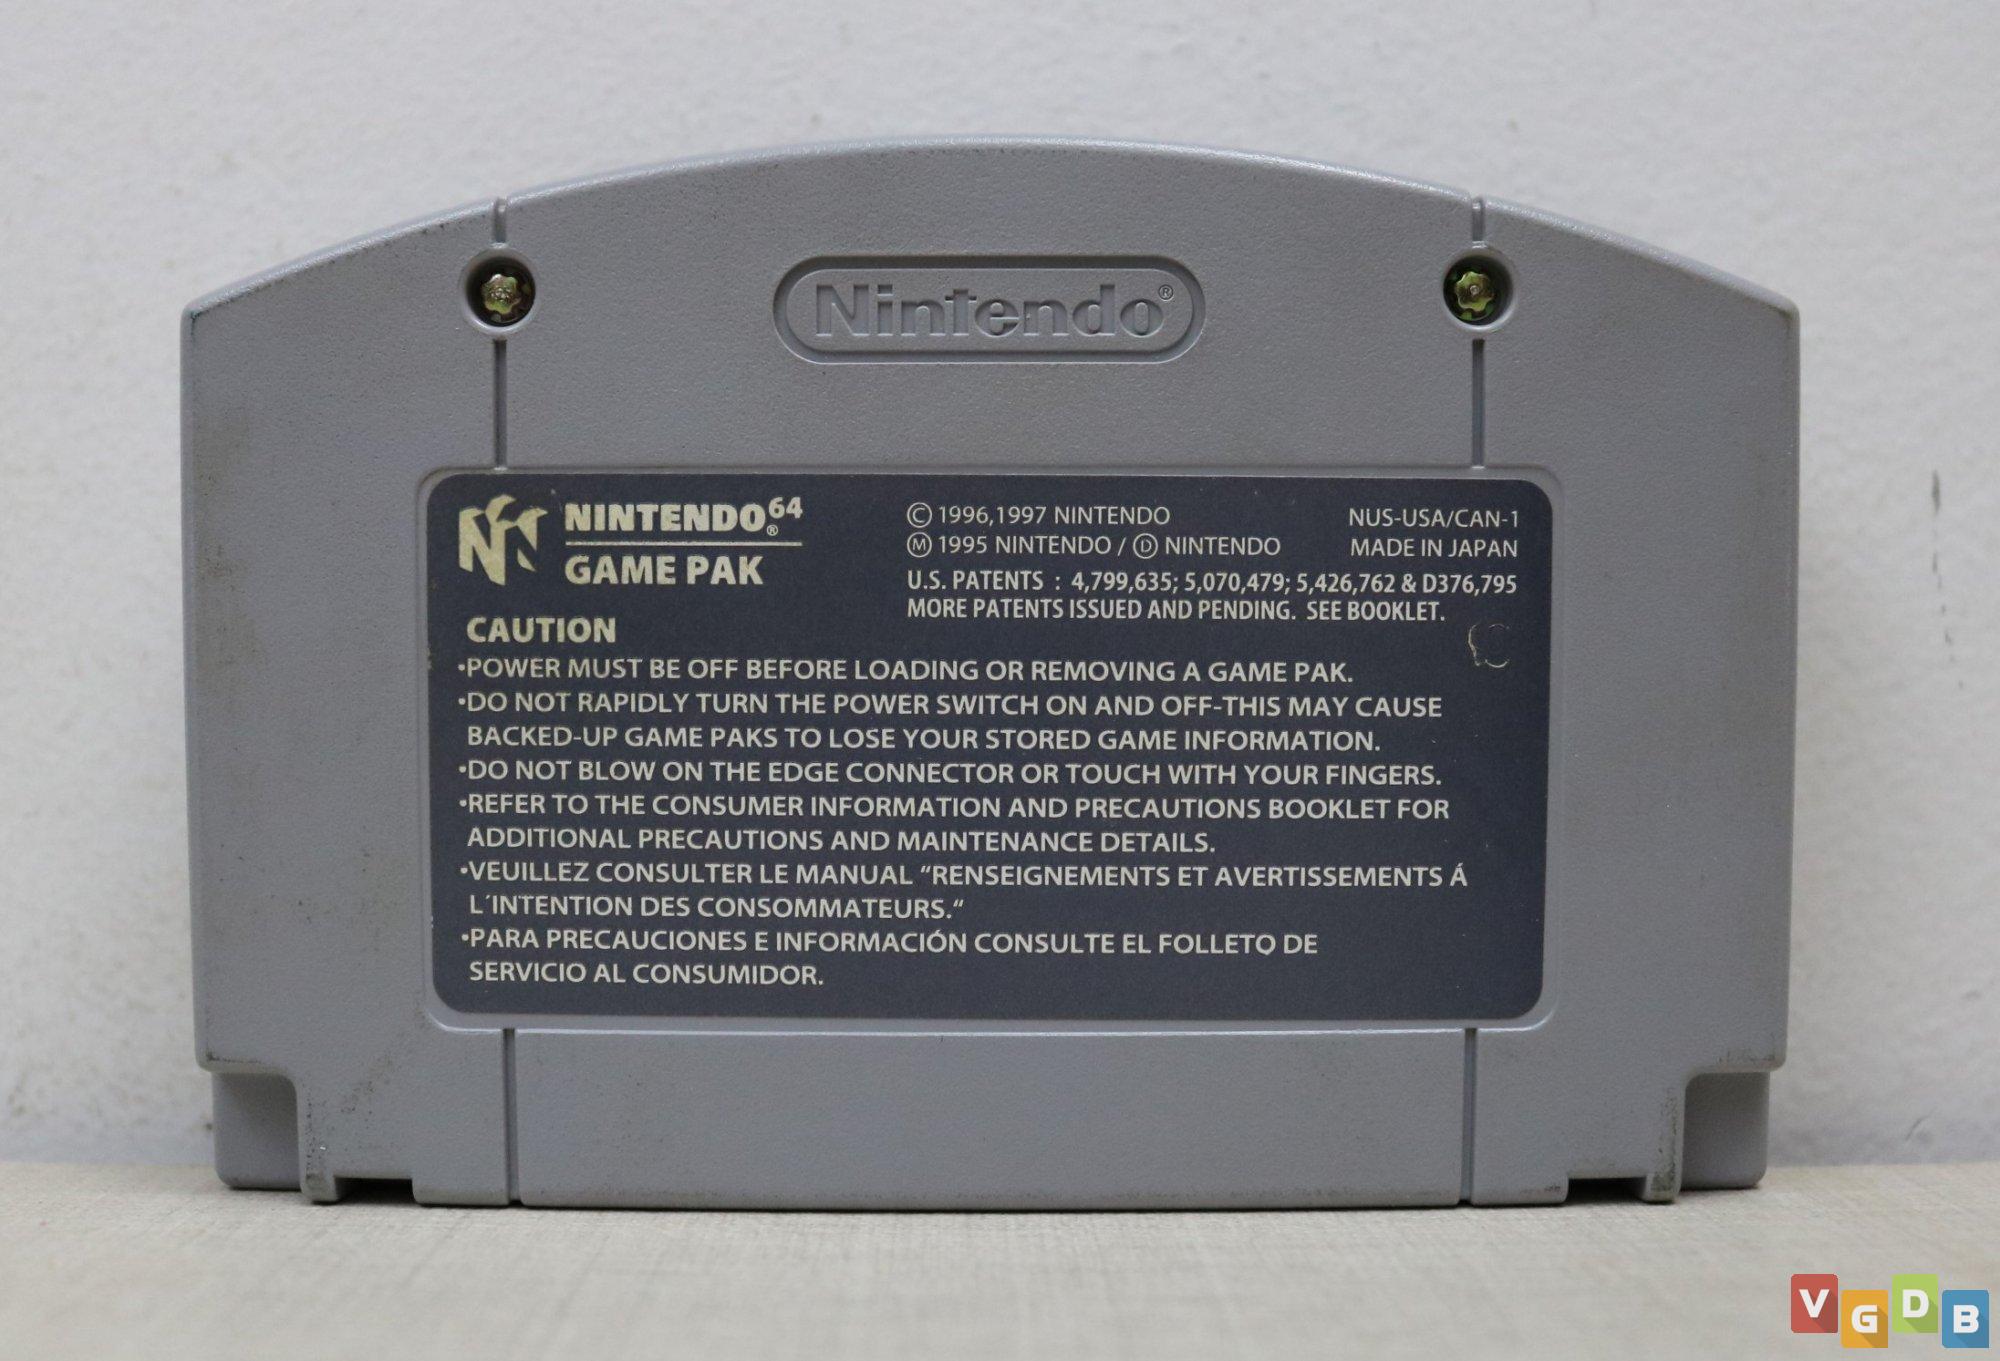 Nintendo®
NINTENDO⁶⁴®
GAME PAK
Ⓒ 1996,1997 NINTENDO
Ⓜ 1995 NINTENDO / Ⓓ NINTENDO
NUS-USA/CAN-1
MADE IN JAPAN
U.S. PATENTS : 4,799,635; 5,070,479; 5,426,762 & D376,795
MORE PATENTS ISSUED AND PENDING. SEE BOOKLET.
CAUTION
•POWER MUST BE OFF BEFORE LOADING OR REMOVING A GAME PAK.
•DO NOT RAPIDLY TURN THE POWER SWITCH ON AND OFF-THIS MAY CAUSE
BACKED-UP GAME PAKS TO LOSE YOUR STORED GAME INFORMATION.
•DO NOT BLOW ON THE EDGE CONNECTOR OR TOUCH WITH YOUR FINGERS.
•REFER TO THE CONSUMER INFORMATION AND PRECAUTIONS BOOKLET FOR
ADDITIONAL PRECAUTIONS AND MAINTENANCE DETAILS.
•VEUILLEZ CONSULTER LE MANUAL “RENSEIGNEMENTS ET AVERTISSEMENTS Á
L´INTENTION DES CONSOMMATEURS.“
•PARA PRECAUCIONES E INFORMACIÓN CONSULTE EL FOLLETO DE
SERVICIO AL CONSUMIDOR.
VGDB